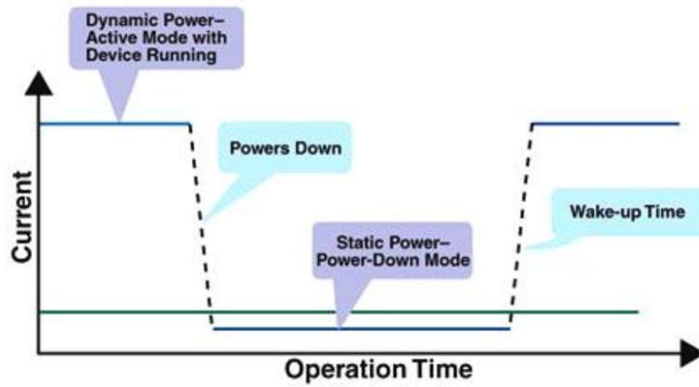 Dynamic Power–
Active Mode with
Device Running
Powers Down
Wake-up Time
Static Power–
Power-Down Mode
Current
Operation Time